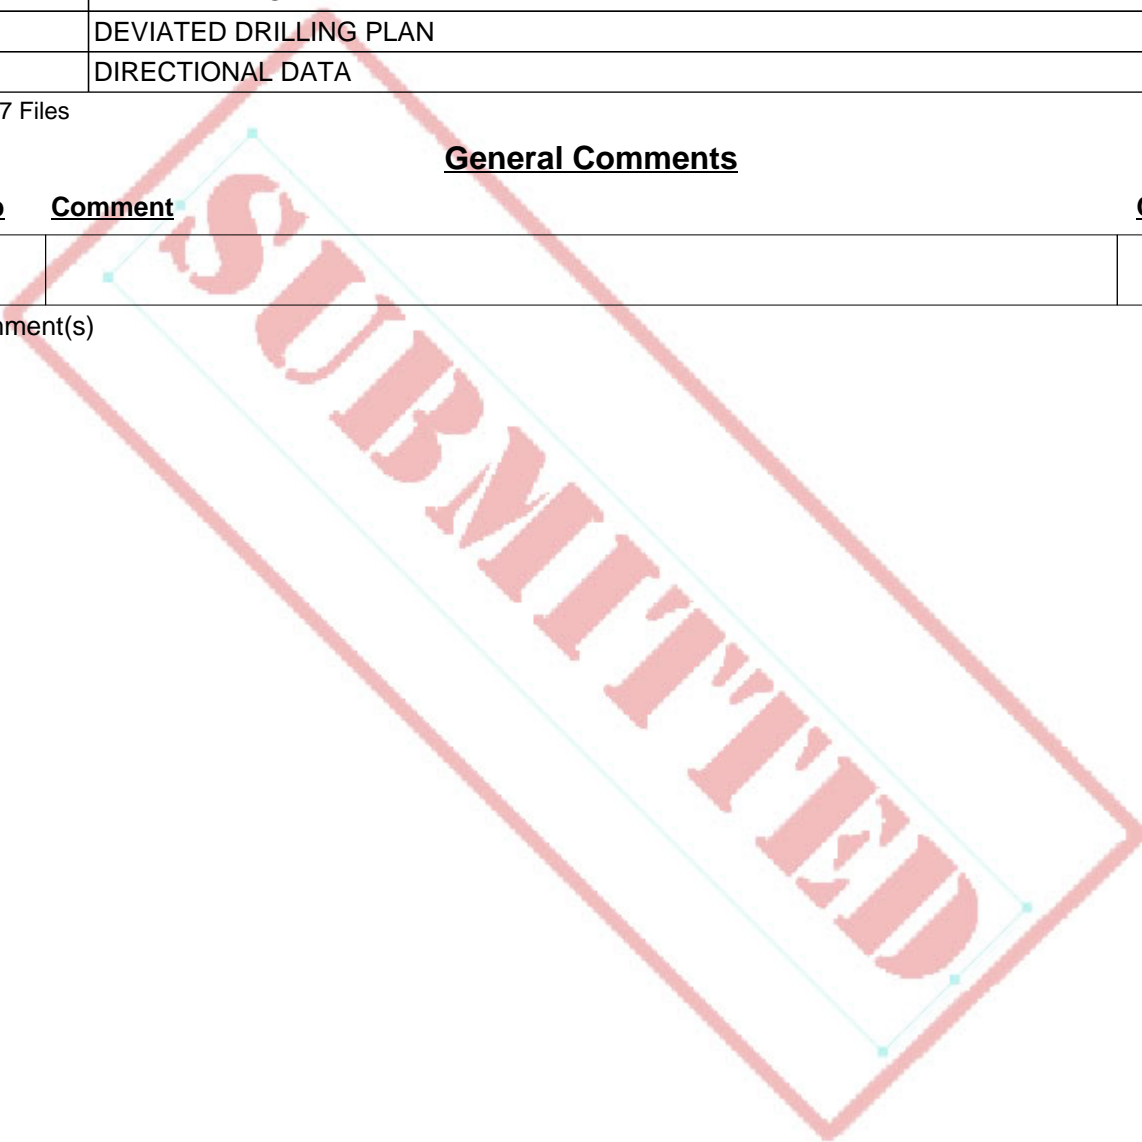 DEVIATED DRILLING PLAN
DIRECTIONAL DATA
7 Files
General Comments
Comment
ment(s)
SUBMITTED